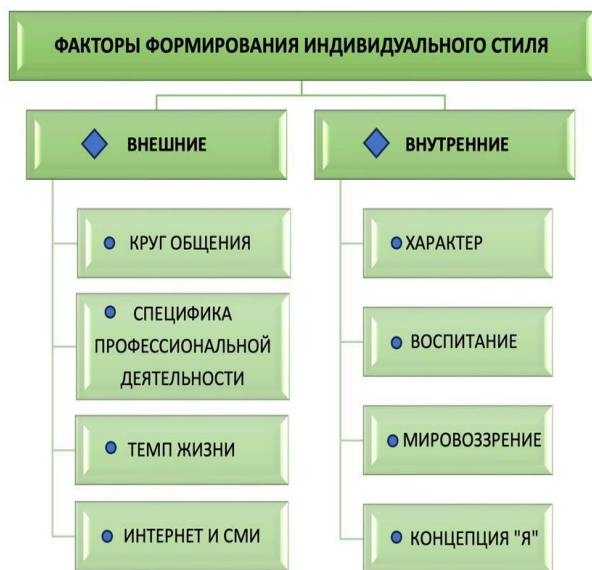 ФАКТОРЫ ФОРМИРОВАНИЯ ИНДИВИДУАЛЬНОГО СТИЛЯ
ВНЕШНИЕ
КРУГ ОБЩЕНИЯ
СПЕЦИФИКА
ПРОФЕССИОНАЛЬНОЙ
ДЕЯТЕЛЬНОСТИ
ТЕМП ЖИЗНИ
ИНТЕРНЕТ И СМИ
ВНУТРЕННИЕ
ХАРАКТЕР
ВОСПИТАНИЕ
МИРОВОЗЗРЕНИЕ
КОНЦЕПЦИЯ "Я"